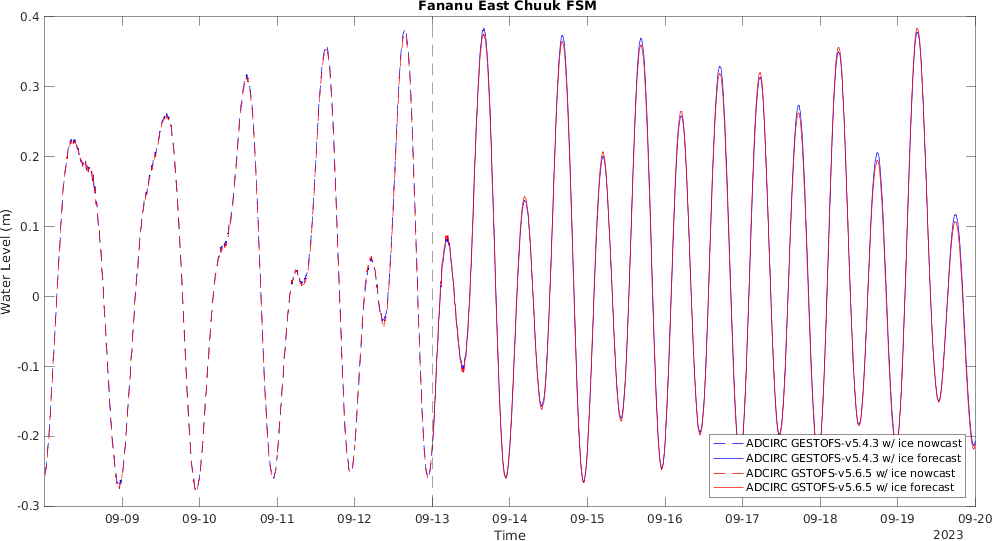 Fananu East Chuuk FSM
0.4
0.3
0.2
0.1
0
-0.1
-0.2
-0.3
Water Level (m)
ADCIRC GESTOFS-v5.4.3 w/ ice nowcast
ADCIRC GESTOFS-v5.4.3 w/ ice forecast
ADCIRC GSTOFS-v5.6.5 w/ ice nowcast
ADCIRC GSTOFS-v5.6.5 w/ ice forecast
09-09 09-10 09-11 09-12 09-13 09-14 09-15 09-16 09-17 09-18 09-19 09-20
Time
2023